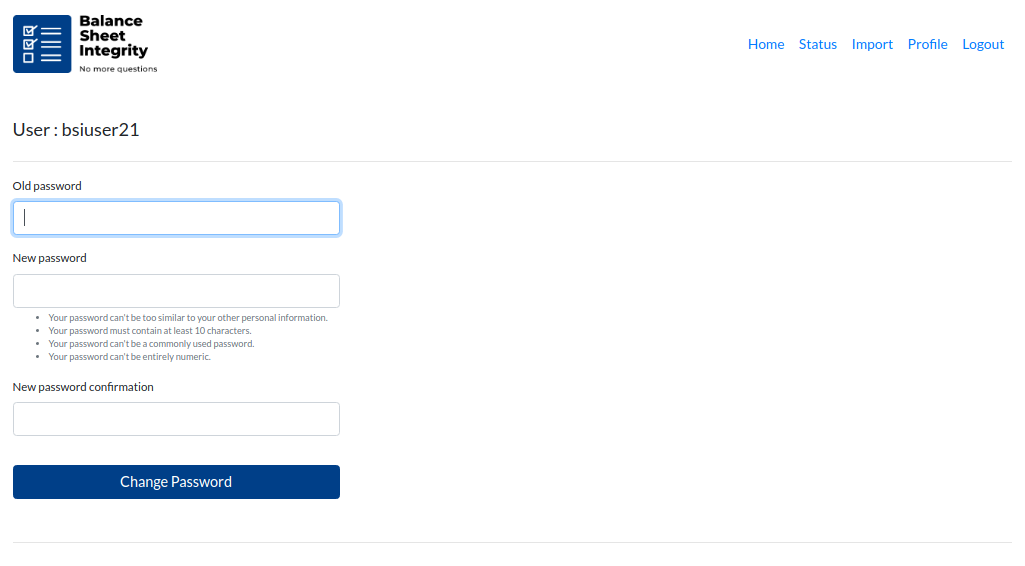 Balance
Sheet
Integrity
No more questions
Home Status Import Profile Logout
User : bsiuser21
Old password
New password
Your password can't be too similar to your other personal information.
Your password must contain at least 10 characters.
Your password can't be a commonly used password.
Your password can't be entirely numeric.
New password confirmation
Change Password